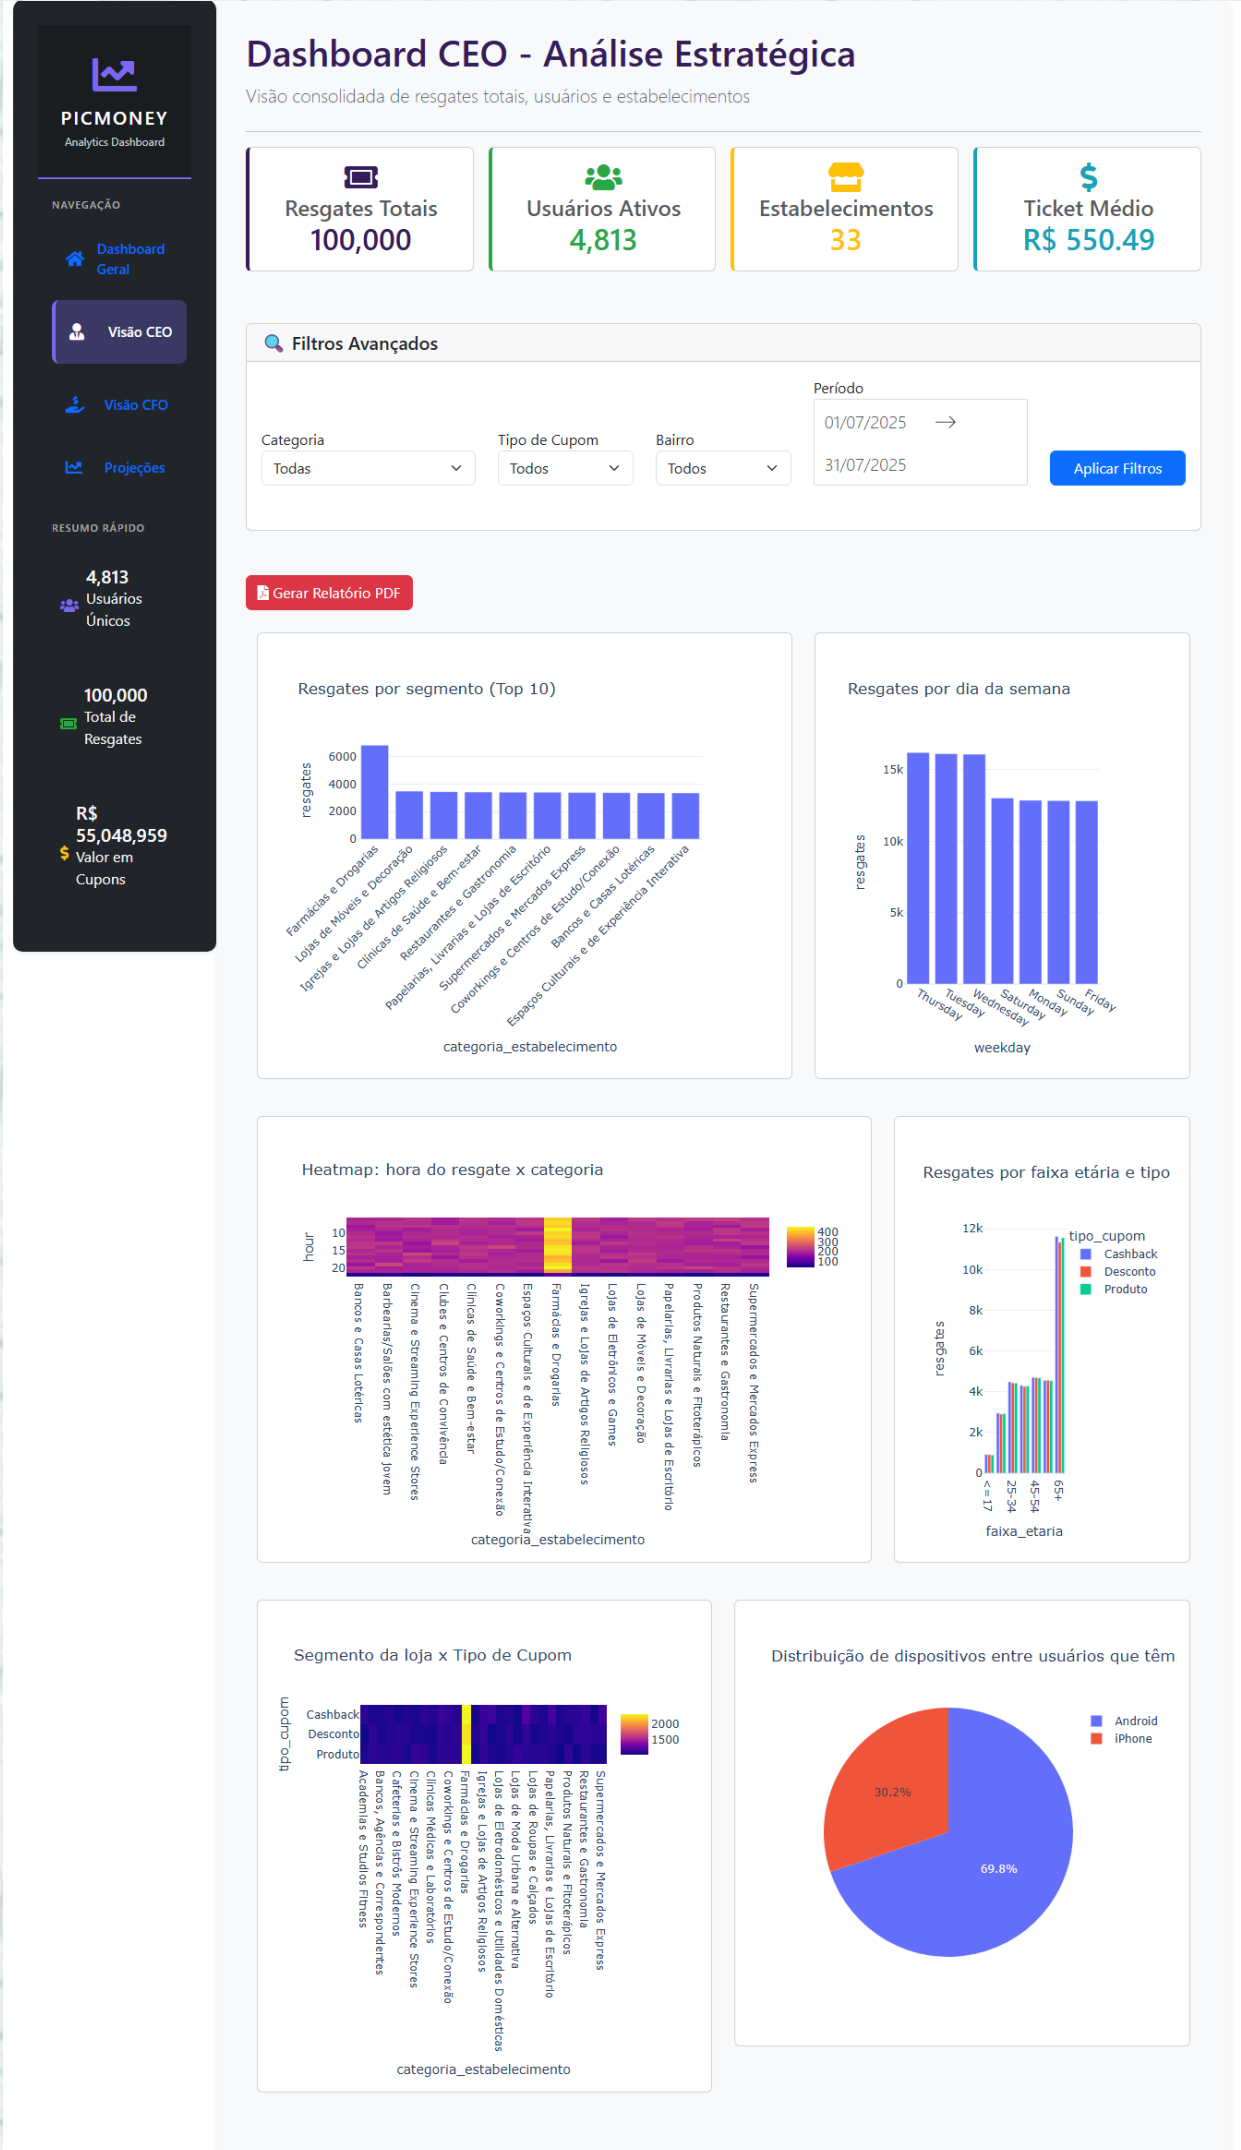 PICMONEY
Analytics Dashboard
NAVEGAÇÃO
Dashboard
Geral
Visão CEO
Visão CFO
Projeções
RESUMO RÁPIDO
4,813
Usuários
Únicos
100,000
Total de
Resgates
R$
55,048,959
Valor em
Cupons
Dashboard CEO - Análise Estratégica
Visão consolidada de resgates totais, usuários e estabelecimentos
Resgates Totais
100,000
Usuários Ativos
4,813
Estabelecimentos
33
Ticket Médio
R$ 550.49
Filtros Avançados
Categoria
Todas
Tipo de Cupom
Todos
Bairro
Todos
Período
01/07/2025
31/07/2025
Aplicar Filtros
Gerar Relatório PDF
Resgates por segmento (Top 10)
resgates
6000
4000
2000
0
Farmácias e Drogarias
Lojas de Móveis e Decoração
Igrejas e Lojas de Artigos Religiosos
Clínicas de Saúde e Bem-estar
Restaurantes e Gastronomia
Papelarias, Livrarias e Lojas de Escritório
Supermercados e Mercados Express
Coworkings e Centros de Estudo/Conexão
Bancos e Casas Lotéricas
Espaços Culturais e de Experiência Interativa
categoria_estabelecimento
Resgates por dia da semana
resgates
15k
10k
5k
0
Thursday
Tuesday
Wednesday
Saturday
Monday
Sunday
Friday
weekday
Heatmap: hora do resgate x categoria
hour
10
15
20
400
300
200
100
Bancos e Casas Lotéricas
Barbearias/Salões com estética jovem
Cinema e Streaming Experience Stores
Clubes e Centros de Convivência
Clínicas de Saúde e Bem-estar
Coworkings e Centros de Estudo/Conexão
Espaços Culturais e de Experiência Interativa
Farmácias e Drogarias
Igrejas e Lojas de Artigos Religiosos
Lojas de Eletrônicos e Games
Lojas de Móveis e Decoração
Papelarias, Livrarias e Lojas de Escritório
Produtos Naturais e Fitoterápicos
Restaurantes e Gastronomia
Supermercados e Mercados Express
categoria_estabelecimento
Resgates por faixa etária e tipo
resgates
12k
10k
8k
6k
4k
2k
0
tipo_cupom
Cashback
Desconto
Produto
<=17
25-34
45-54
65+
faixa_etaria
Segmento da loja x Tipo de Cupom
tipo_cupom
Cashback
Desconto
Produto
2000
1500
Academias e Studios Fitness
Bancos, Agências e Correspondentes
Cafeterias e Bistrôs Modernos
Cinema e Streaming Experience Stores
Clínicas Médicas e Laboratórios
Coworkings e Centros de Estudo/Conexão
Farmácias e Drogarias
Igrejas e Lojas de Artigos Religiosos
Lojas de Eletrodomésticos e Utilidades Domésticas
Lojas de Moda Urbana e Alternativa
Lojas de Roupas e Calçados
Papelarias, Livrarias e Lojas de Escritório
Produtos Naturais e Fitoterápicos
Restaurantes e Gastronomia
Supermercados e Mercados Express
categoria_estabelecimento
Distribuição de dispositivos entre usuários que têm
Android
iPhone
30.2%
69.8%